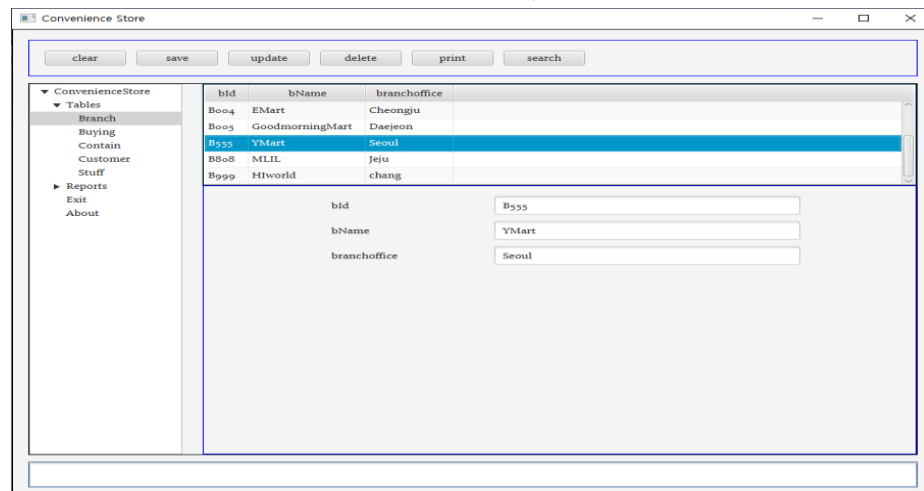 Convenience Store
clear save update delete print search
ConvenienceStore
Tables
Branch
Buying
Contain
Customer
Stuff
Reports
Exit
About
bId bName branchoffice
B004 EMart Cheongju
B005 GoodmorningMart Daejeon
B555 YMart Seoul
B808 MLIL Jeju
B999 HIworld chang
bId B555
bName YMart
branchoffice Seoul